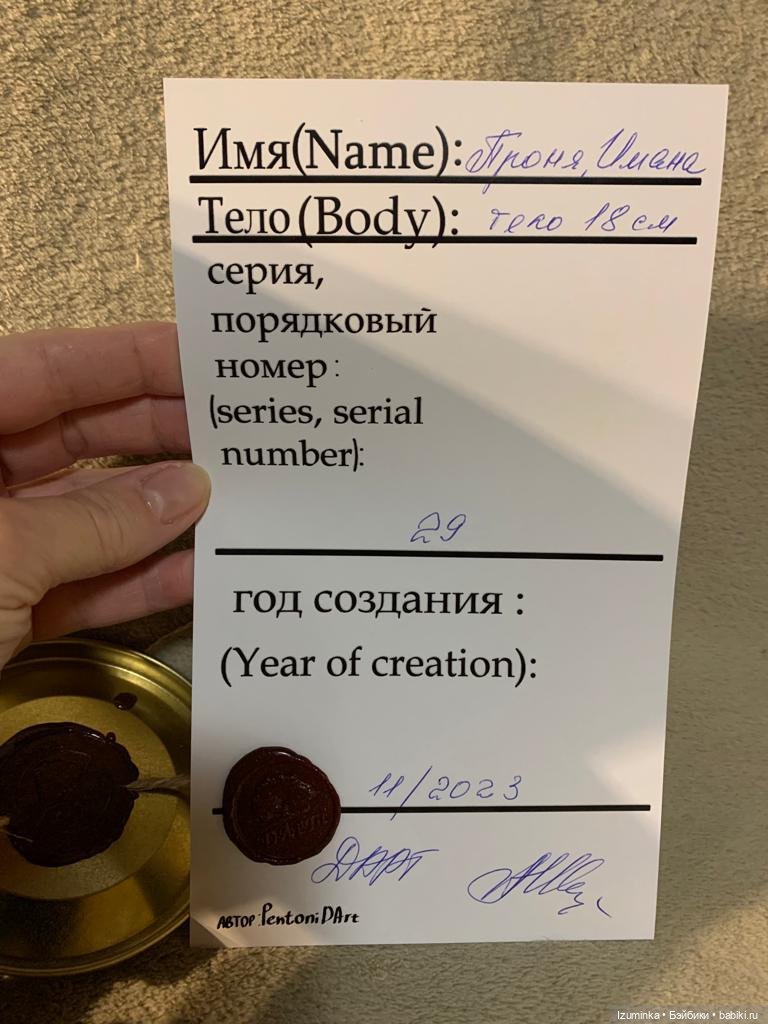 Имя(Name): Проня, Имана
Тело(Body): тело 18 см
серия,
порядковый
номер:
(series, serial
number):
29
год создания :
(Year of creation):
11/2023
ДАРТ
АВТОР:PentoniDArt
Izuminka • Бэйбики • babiki.ru